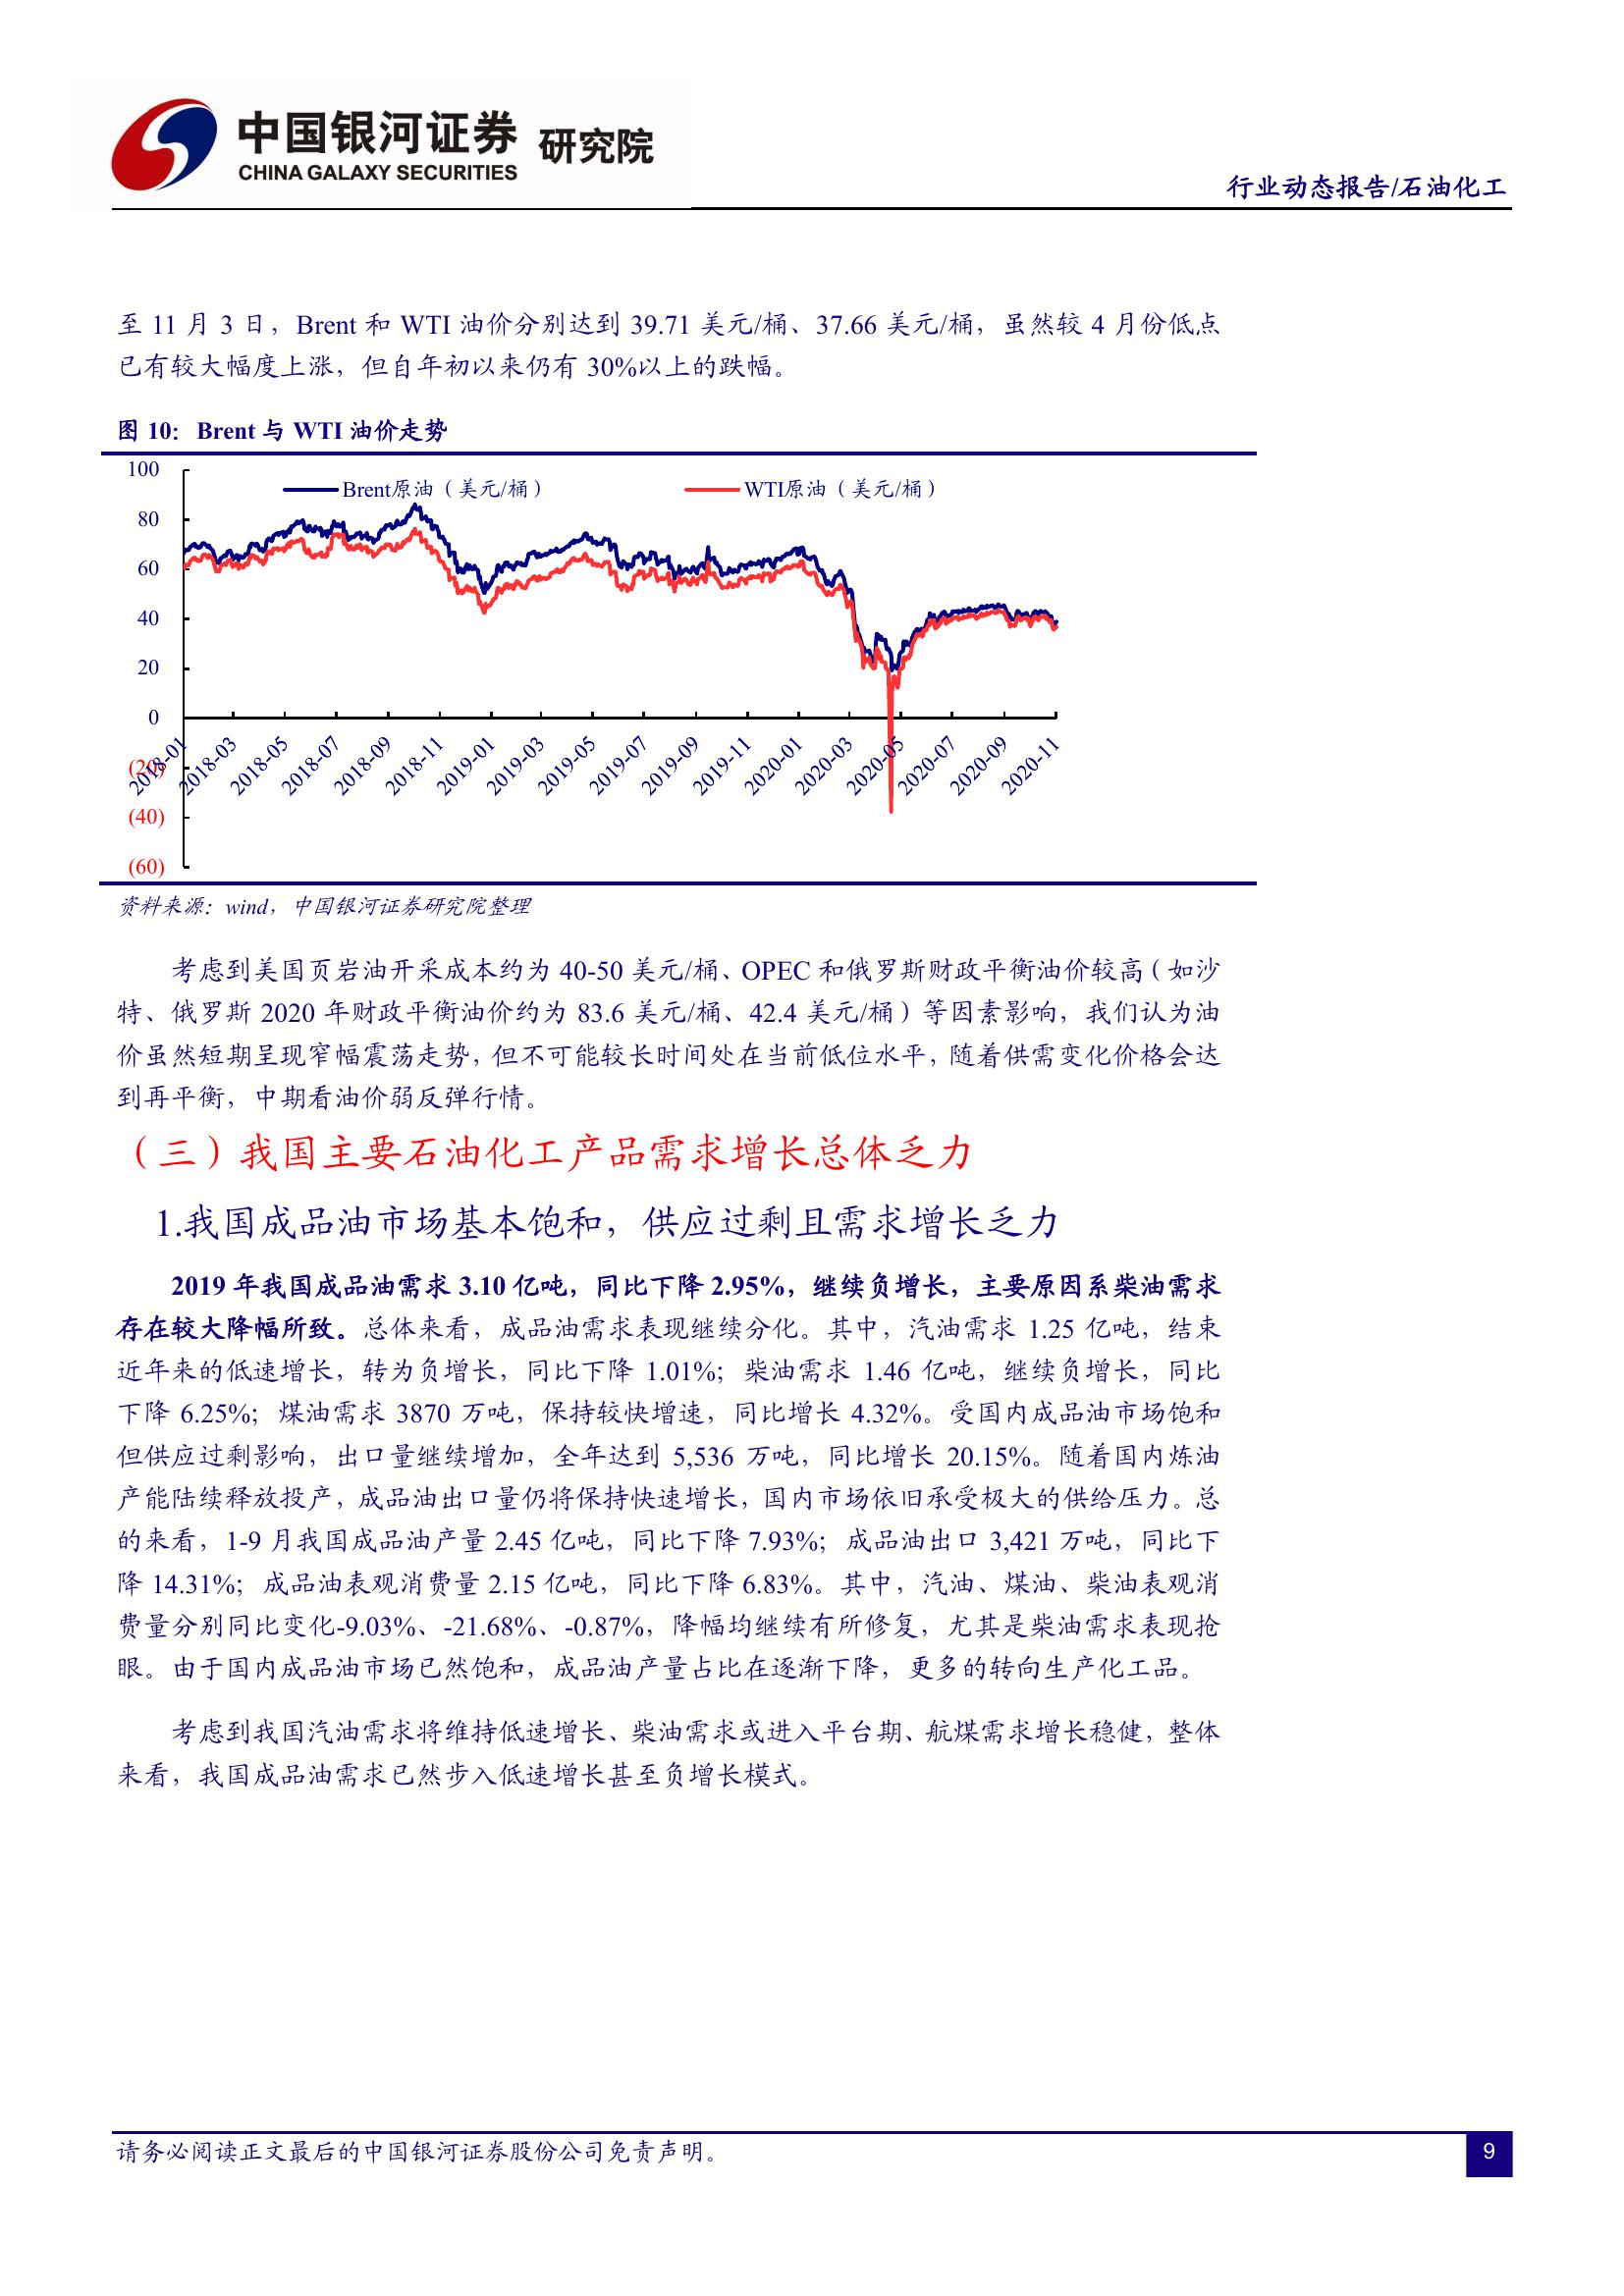 中国银河证券 研究院
CHINA GALAXY SECURITIES
行业动态报告/石油化工
至 11 月 3 日，Brent 和 WTI 油价分别达到 39.71 美元/桶、37.66 美元/桶，虽然较 4 月份低点
已有较大幅度上涨，但自年初以来仍有 30%以上的跌幅。
图 10：Brent 与 WTI 油价走势
Brent原油（美元/桶）
WTI原油（美元/桶）
100
80
60
40
20
0
(20)
(40)
(60)
2018-01
2018-03
2018-05
2018-07
2018-09
2018-11
2019-01
2019-03
2019-05
2019-07
2019-09
2019-11
2020-01
2020-03
2020-05
2020-07
2020-09
2020-11
资料来源：wind，中国银河证券研究院整理
考虑到美国页岩油开采成本约为 40-50 美元/桶、OPEC 和俄罗斯财政平衡油价较高（如沙
特、俄罗斯 2020 年财政平衡油价约为 83.6 美元/桶、42.4 美元/桶）等因素影响，我们认为油
价虽然短期呈现窄幅震荡走势，但不可能较长时间处在当前低位水平，随着供需变化价格会达
到再平衡，中期看油价弱反弹行情。
（三）我国主要石油化工产品需求增长总体乏力
1.我国成品油市场基本饱和，供应过剩且需求增长乏力
2019 年我国成品油需求 3.10 亿吨，同比下降 2.95%，继续负增长，主要原因系柴油需求
存在较大降幅所致。总体来看，成品油需求表现继续分化。其中，汽油需求 1.25 亿吨，结束
近年来的低速增长，转为负增长，同比下降 1.01%；柴油需求 1.46 亿吨，继续负增长，同比
下降 6.25%；煤油需求 3870 万吨，保持较快增速，同比增长 4.32%。受国内成品油市场饱和
但供应过剩影响，出口量继续增加，全年达到 5,536 万吨，同比增长 20.15%。随着国内炼油
产能陆续释放投产，成品油出口量仍将保持快速增长，国内市场依旧承受极大的供给压力。总
的来看，1-9 月我国成品油产量 2.45 亿吨，同比下降 7.93%；成品油出口 3,421 万吨，同比下
降 14.31%；成品油表观消费量 2.15 亿吨，同比下降 6.83%。其中，汽油、煤油、柴油表观消
费量分别同比变化-9.03%、-21.68%、-0.87%，降幅均继续有所修复，尤其是柴油需求表现抢
眼。由于国内成品油市场已然饱和，成品油产量占比在逐渐下降，更多的转向生产化工品。
考虑到我国汽油需求将维持低速增长、柴油需求或进入平台期、航煤需求增长稳健，整体
来看，我国成品油需求已然步入低速增长甚至负增长模式。
请务必阅读正文最后的中国银河证券股份公司免责声明。
9